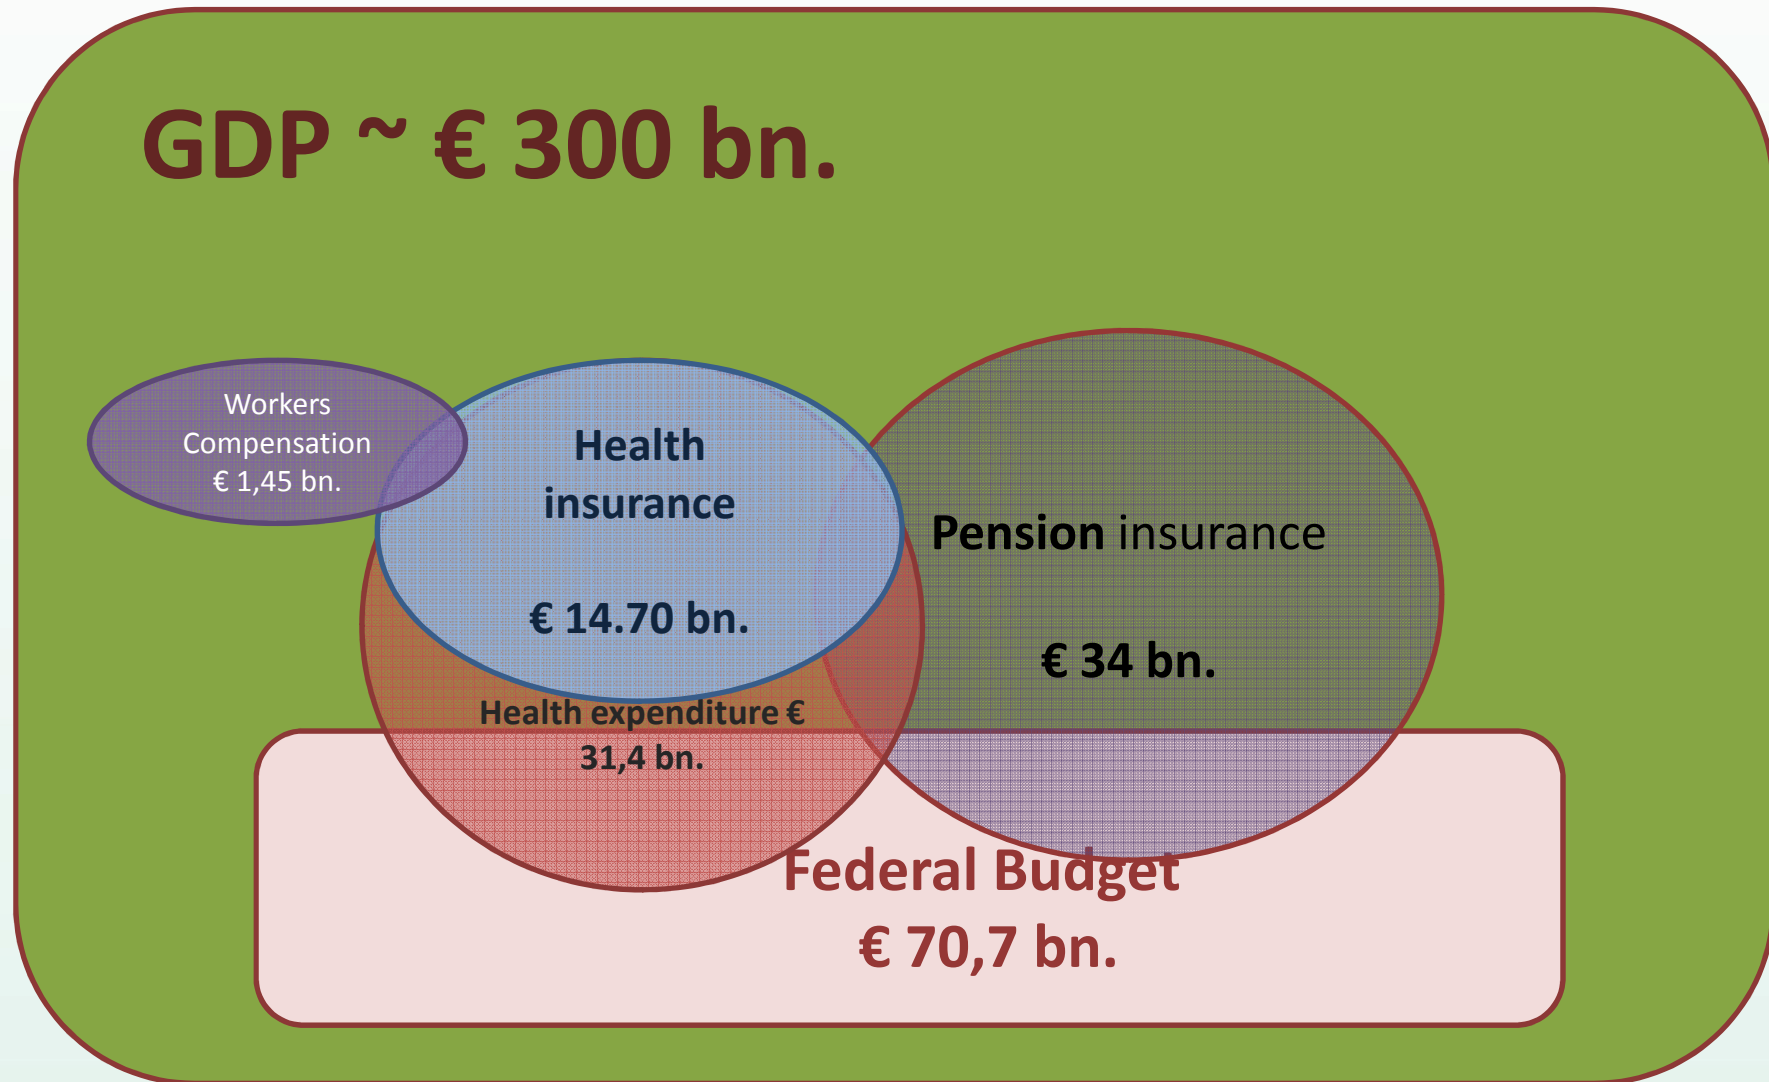 GDP ~ € 300 bn.
Workers
Compensation
€ 1,45 bn.
Health
insurance
€ 14.70 bn.
Pension insurance
€ 34 bn.
Health expenditure €
31,4 bn.
Federal Budget
€ 70,7 bn.